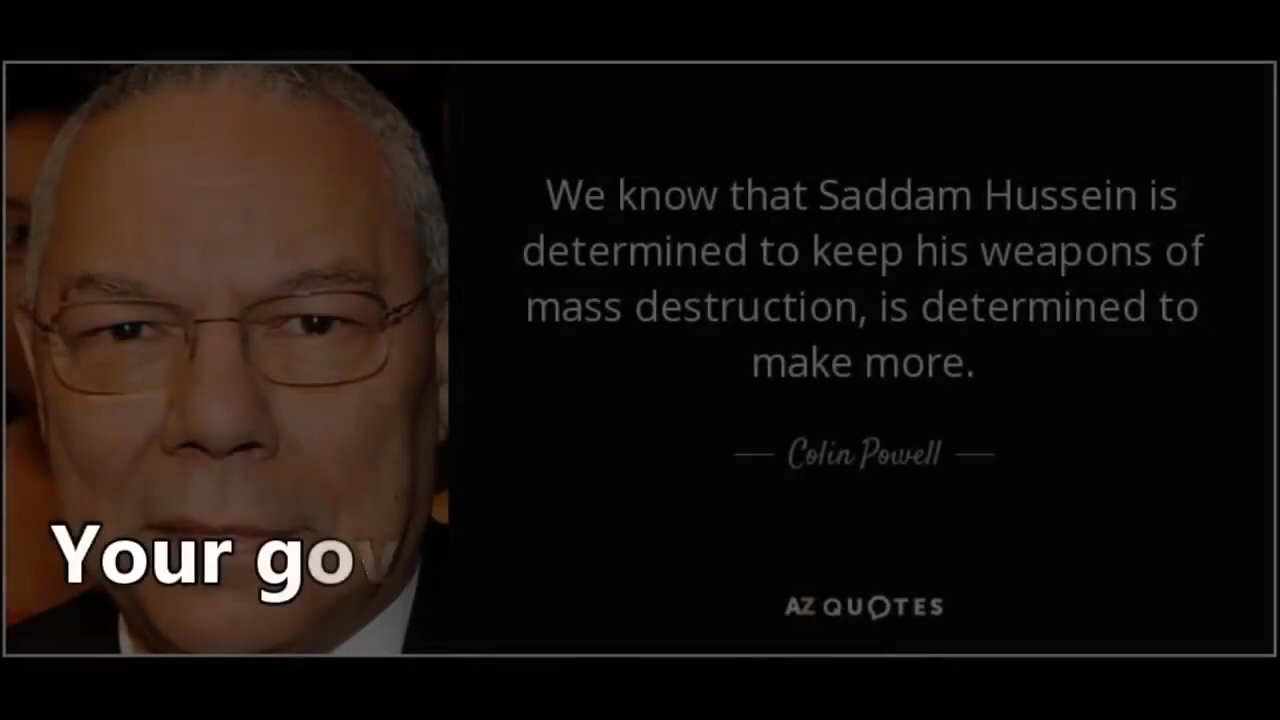 We know that Saddam Hussein is
determined to keep his weapons of
mass destruction, is determined to
make more.
Colin Powell
Your gov
AZ QUOTES